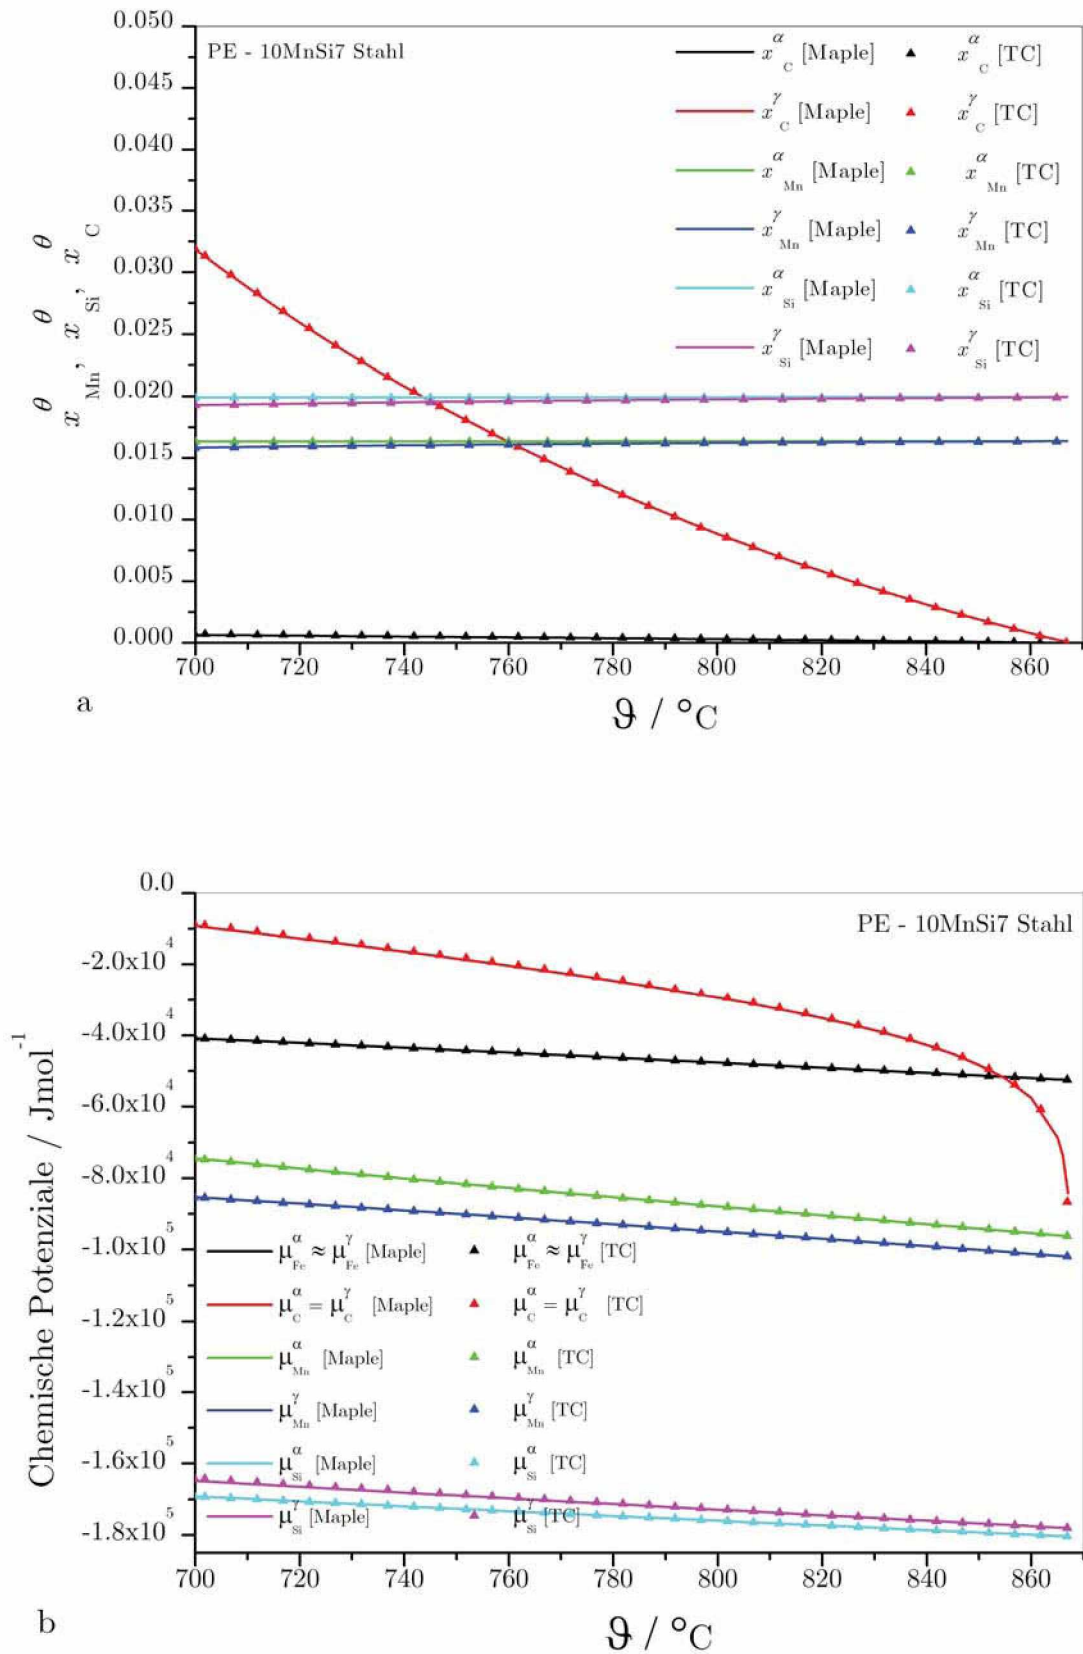 0.050
0.045
0.040
0.035
0.030
0.025
0.020
0.015
0.010
0.005
0.000
x^θ_Mn, x^θ_Si, x^θ_C
PE - 10MnSi7 Stahl
x^α_C [Maple] x^α_C [TC]
x^γ_C [Maple] x^γ_C [TC]
x^α_Mn [Maple] x^α_Mn [TC]
x^γ_Mn [Maple] x^γ_Mn [TC]
x^α_Si [Maple] x^α_Si [TC]
x^γ_Si [Maple] x^γ_Si [TC]
700 720 740 760 780 800 820 840 860
ϑ / °C
a
0.0
-2.0x10^4
-4.0x10^4
-6.0x10^4
-8.0x10^4
-1.0x10^5
-1.2x10^5
-1.4x10^5
-1.6x10^5
-1.8x10^5
Chemische Potenziale / Jmol^-1
PE - 10MnSi7 Stahl
μ^α_Fe ≈ μ^γ_Fe [Maple] μ^α_Fe ≈ μ^γ_Fe [TC]
μ^α_C = μ^γ_C [Maple] μ^α_C = μ^γ_C [TC]
μ^α_Mn [Maple] μ^α_Mn [TC]
μ^γ_Mn [Maple] μ^γ_Mn [TC]
μ^α_Si [Maple] μ^α_Si [TC]
μ^γ_Si [Maple] μ^γ_Si [TC]
700 720 740 760 780 800 820 840 860
ϑ / °C
b